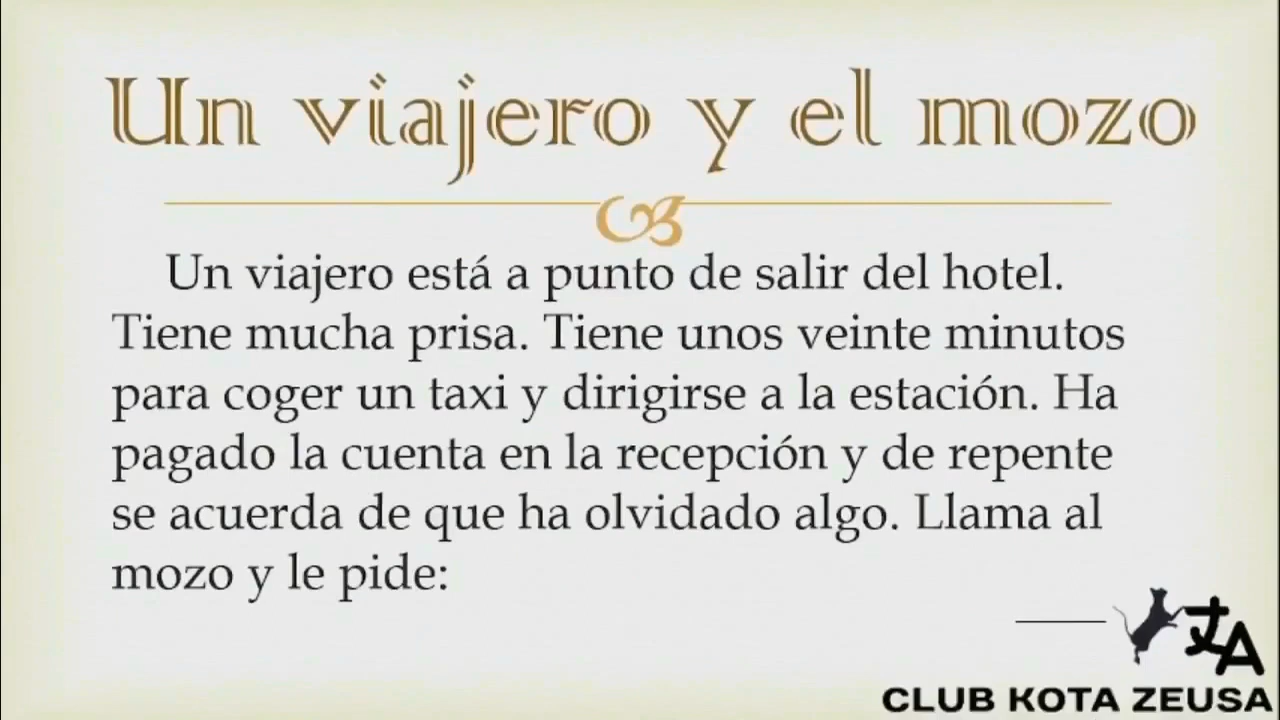 Un viajero y el mozo
Un viajero está a punto de salir del hotel.
Tiene mucha prisa. Tiene unos veinte minutos
para coger un taxi y dirigirse a la estación. Ha
pagado la cuenta en la recepción y de repente
se acuerda de que ha olvidado algo. Llama al
mozo y le pide:
CLUB KOTA ZEUSA